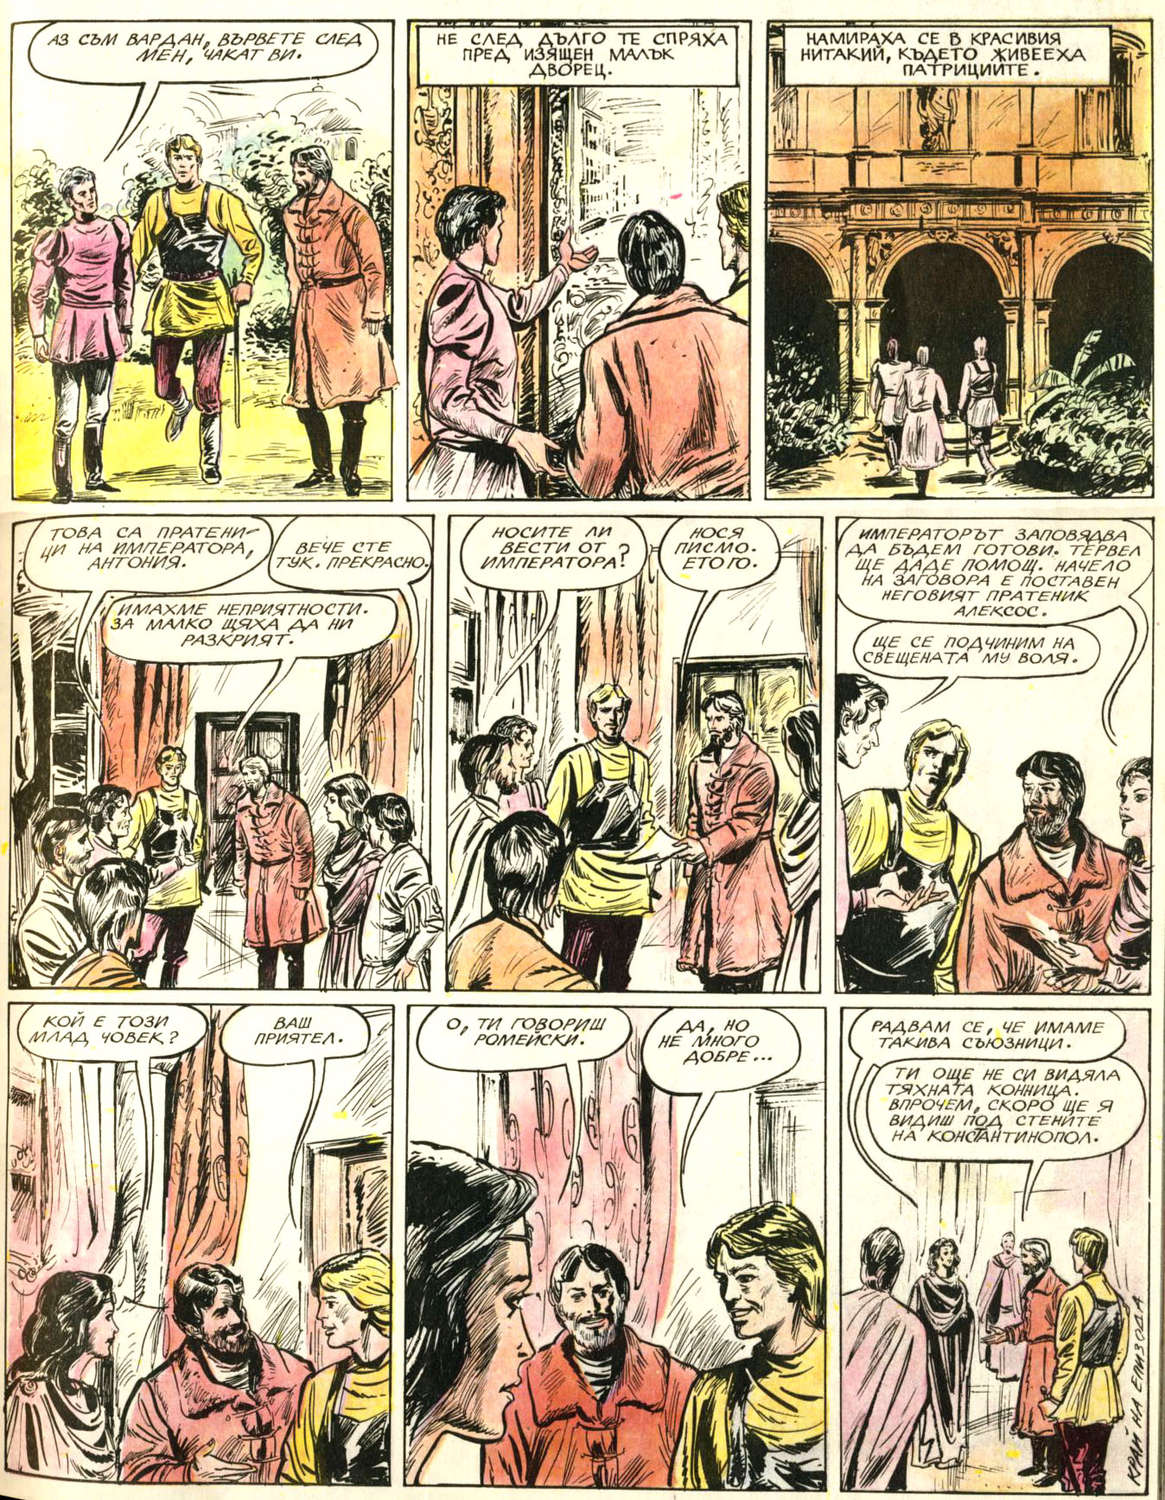 АЗ СЪМ ВАРДАН, ВЪРВЕТЕ СЛЕД
МЕН, ЧАКАТ ВИ.
НЕ СЛЕД ДЪЛГО ТЕ СПРЯХА
ПРЕД ИЗЯЩЕН МАЛЪК
ДВОРЕЦ.
НАМИРАХА СЕ В КРАСИВИЯ
НИТАКИЙ, КЪДЕТО ЖИВЕЕХА
ПАТРИЦИИТЕ.
ТОВА СА ПРАТЕНИ-
ЦИ НА ИМПЕРАТОРА,
АНТОНИЯ.
ВЕЧЕ СТЕ
ТУК. ПРЕКРАСНО.
ИМАХМЕ НЕПРИЯТНОСТИ.
ЗА МАЛКО ЩЯХА ДА НИ
РАЗКРИЯТ.
НОСИТЕ ЛИ
ВЕСТИ ОТ
ИМПЕРАТОРА?
НОСЯ
ПИСМО.
ЕТО ГО.
ИМПЕРАТОРЪТ ЗАПОВЯДВА
ДА БЪДЕМ ГОТОВИ. ТЕРВЕЛ
ЩЕ ДАДЕ ПОМОЩ. НАЧЕЛО
НА ЗАГОВОРА Е ПОСТАВЕН
НЕГОВИЯТ ПРАТЕНИК
АЛЕКСОС.
ЩЕ СЕ ПОДЧИНИМ НА
СВЕЩЕНАТА МУ ВОЛЯ.
КОЙ Е ТОЗИ
МЛАД ЧОВЕК?
ВАШ
ПРИЯТЕЛ.
О, ТИ ГОВОРИШ
РОМЕЙСКИ.
ДА, НО
НЕ МНОГО
ДОБРЕ...
РАДВАМ СЕ, ЧЕ ИМАМЕ
ТАКИВА СЪЮЗНИЦИ.
ТИ ОЩЕ НЕ СИ ВИДЯЛА
ТЯХНАТА КОННИЦА.
ВПРОЧЕМ, СКОРО ЩЕ Я
ВИДИШ ПОД СТЕНИТЕ
НА КОНСТАНТИНОПОЛ.
КРАЙ НА ЕПИЗОДА